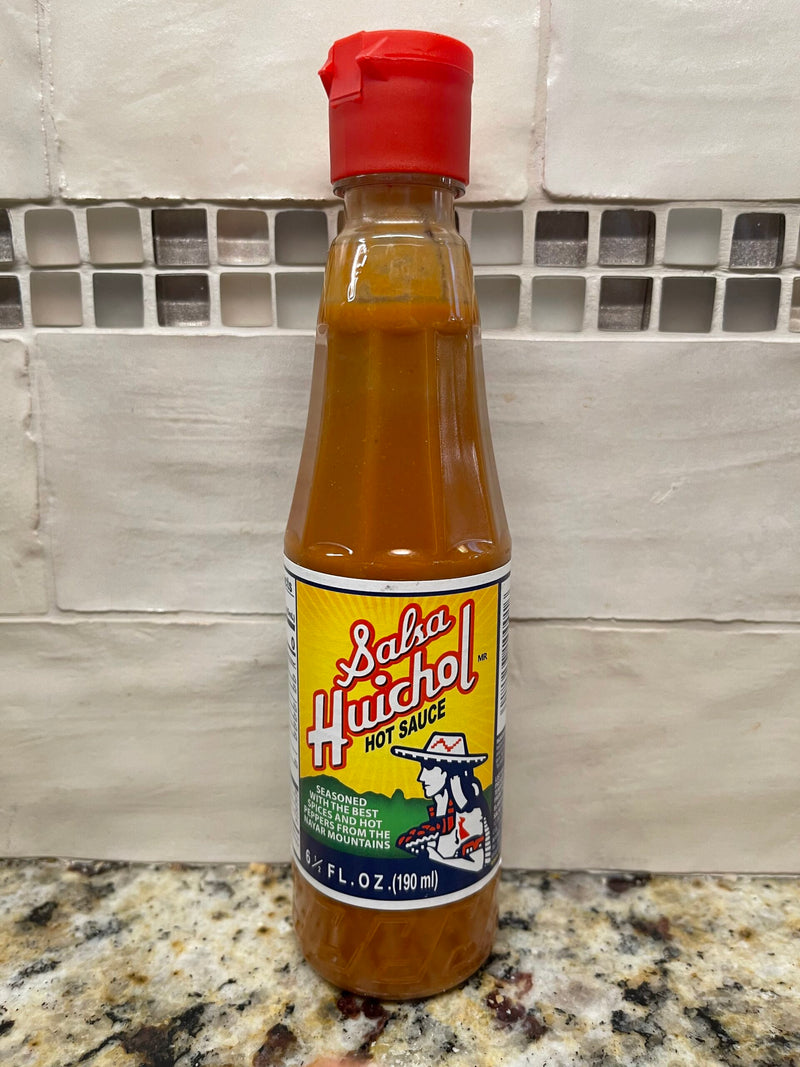 Salsa
Huichol
MR
HOT SAUCE
SEASONED
WITH THE BEST
SPICES AND HOT
PEPPERS FROM THE
NAYAR MOUNTAINS
6 ½ FL.OZ.(190 ml)